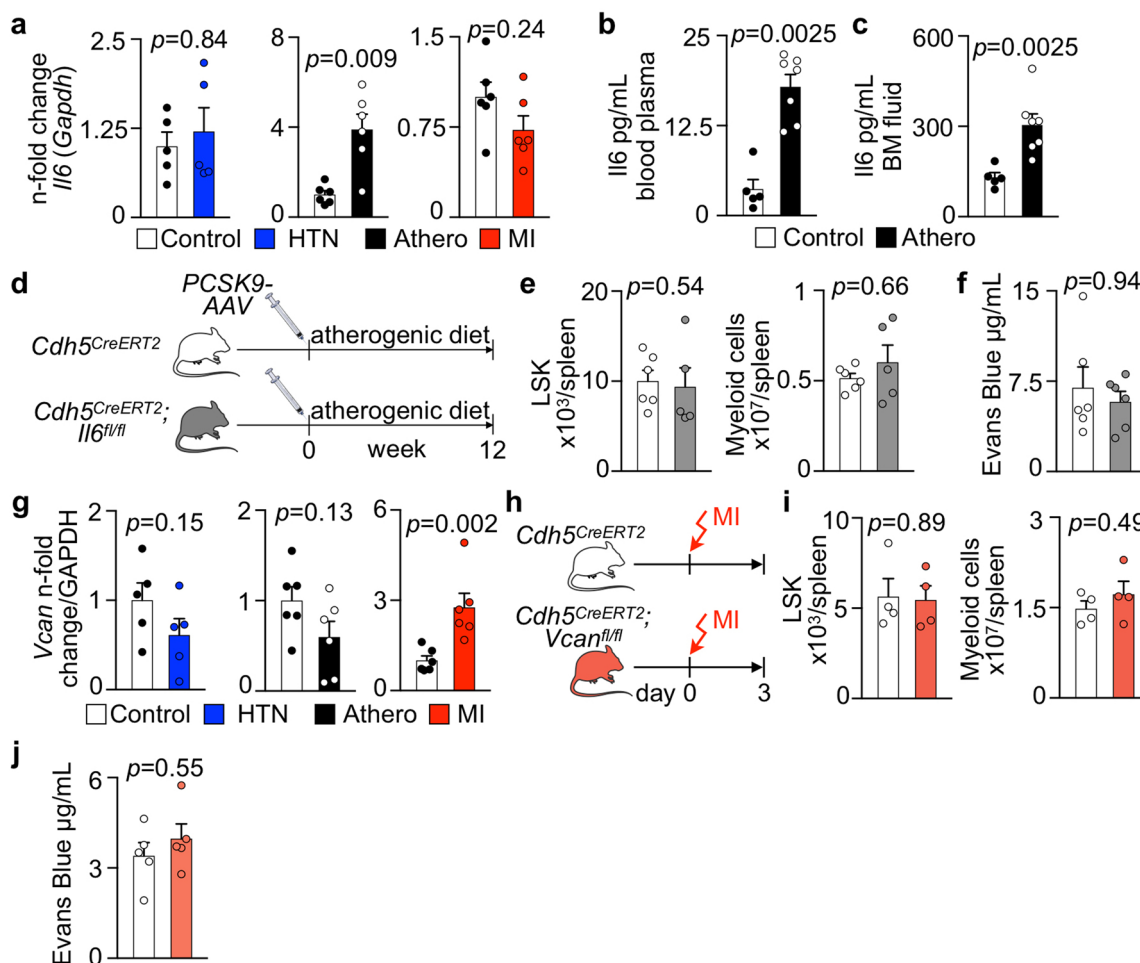 a
n-fold change
Il6 (Gapdh)
2.5
1.25
0
p=0.84
8
4
0
p=0.009
1.5
0.75
0
p=0.24
Control HTN Athero MI
b
Il6 pg/mL
blood plasma
25
12.5
0
p=0.0025
c
Il6 pg/mL
BM fluid
600
300
0
p=0.0025
Control Athero
d
PCSK9-
AAV
Cdh5CreERT2
atherogenic diet
Cdh5CreERT2;
Il6fl/fl
atherogenic diet
0 week 12
e
LSK
x10³/spleen
20
10
0
p=0.54
Myeloid cells
x10⁷/spleen
1
0.5
0
p=0.66
f
Evans Blue µg/mL
15
7.5
0
p=0.94
g
Vcan n-fold
change/GAPDH
2
1
0
p=0.15
2
1
0
p=0.13
6
3
0
p=0.002
Control HTN Athero MI
h
Cdh5CreERT2
MI
Cdh5CreERT2;
Vcanfl/fl
MI
day 0 3
i
LSK
x10³/spleen
10
5
0
p=0.89
Myeloid cells
x10⁷/spleen
3
1.5
0
p=0.49
j
Evans Blue µg/mL
6
3
0
p=0.55